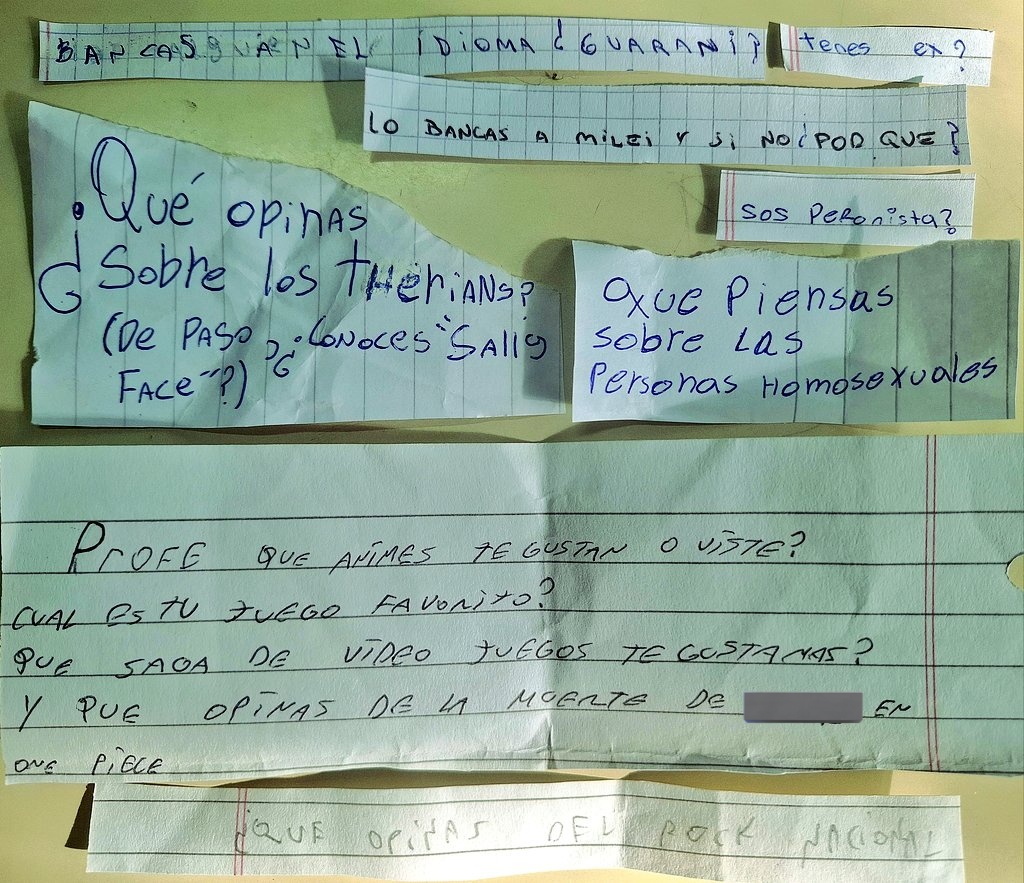 BANCAS EN EL iDiOMA ¿ GUARANi?
tenes ex?
LO BANCAS A MiLEi Y Si NO ¿POD QUE?
sos Peronista?
¿Qué opinas
Sobre los tHeriANS?
(De PASO ¿CONOCES "SAlly
FACE"?)
QUE Piensas
sobre LAS
Personas Homosexuales
PROFE QUE ANiMES TE GUSTAN O ViSTE?
CUAL ES TU JUEGO FAVORiTO?
QUE SAGA DE ViDEO JUEGOS TE GUSTA MAS?
Y QUE OPiNAS DE LA MUERTE DE EN
ONE PiECE
¿QUE OPiNAS DEL ROCK NACiONAL